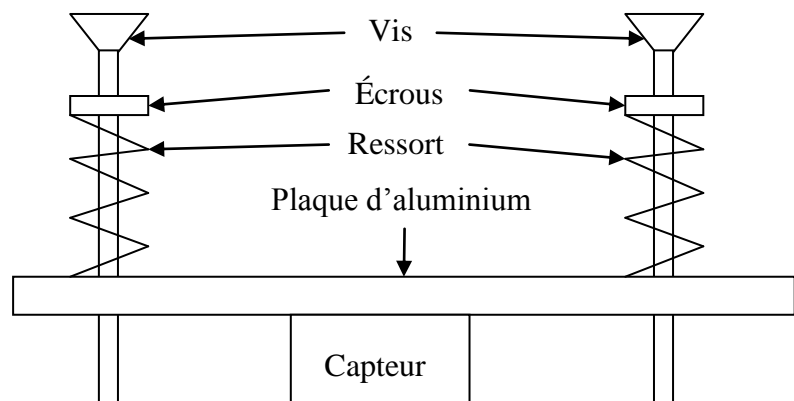 Vis
Écrous
Ressort
Plaque d’aluminium
Capteur